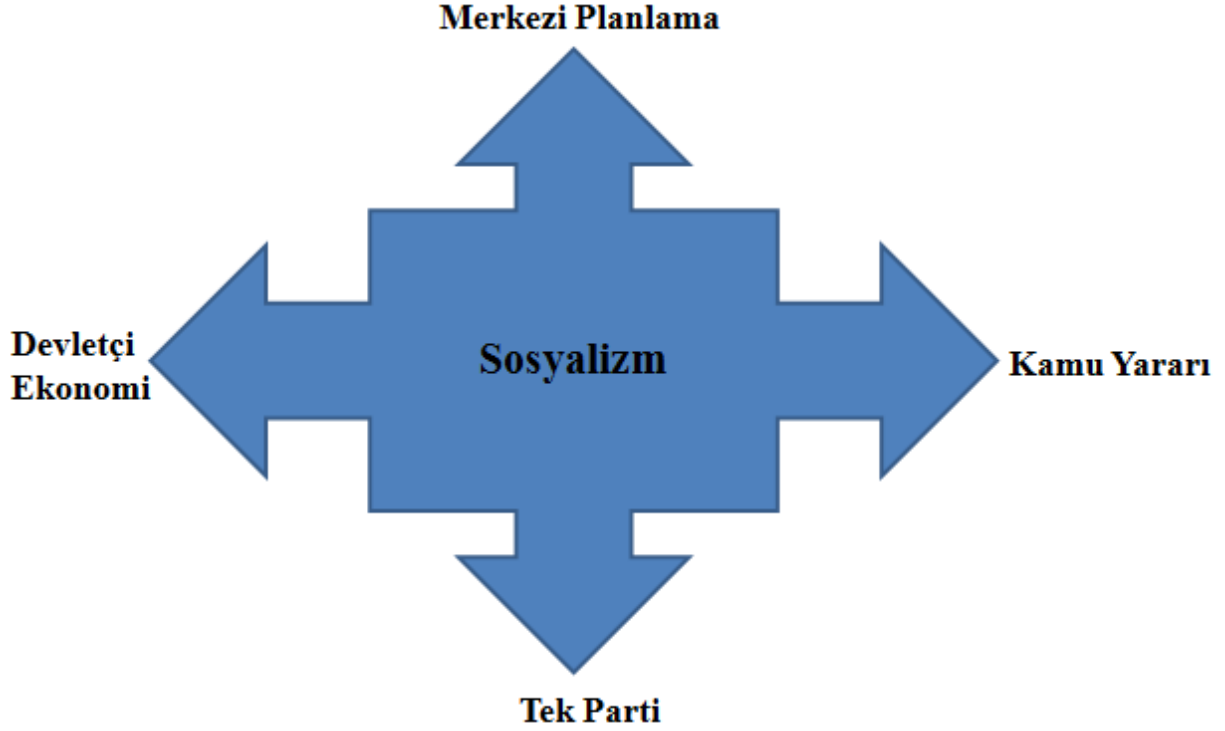 Merkezi Planlama
Devletçi
Ekonomi
Sosyalizm
Kamu Yararı
Tek Parti